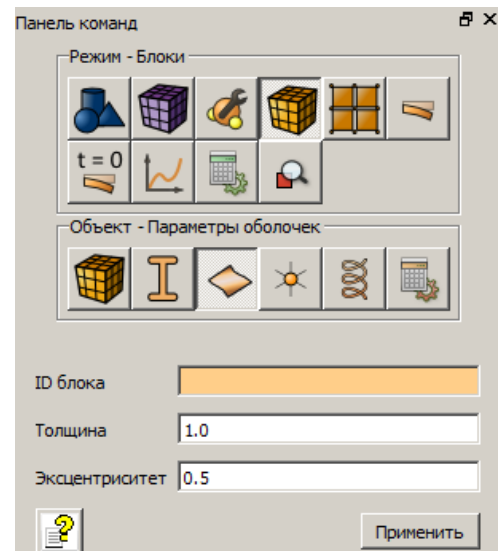 Панель команд
Режим - Блоки
t = 0
Объект - Параметры оболочек
ID блока
Толщина 1.0
Эксцентриситет 0.5
Применить